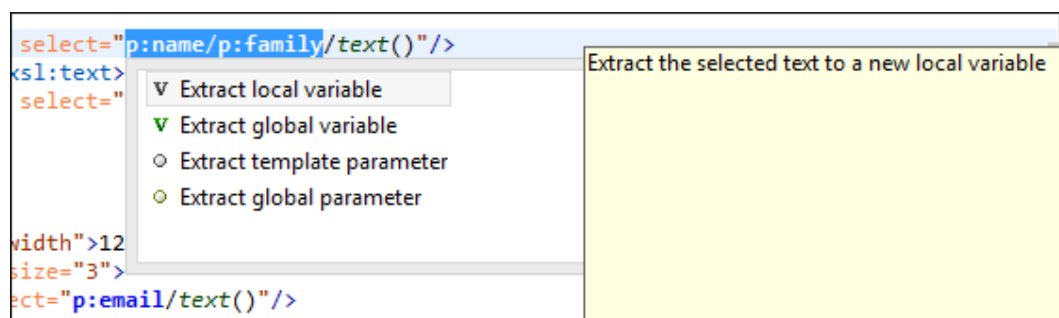 select="p:name/p:family/text()"/>
xsl:text>
select="
Extract local variable
Extract global variable
Extract template parameter
Extract global parameter
Extract the selected text to a new local variable
width">12
size="3">
ect="p:email/text()"/>